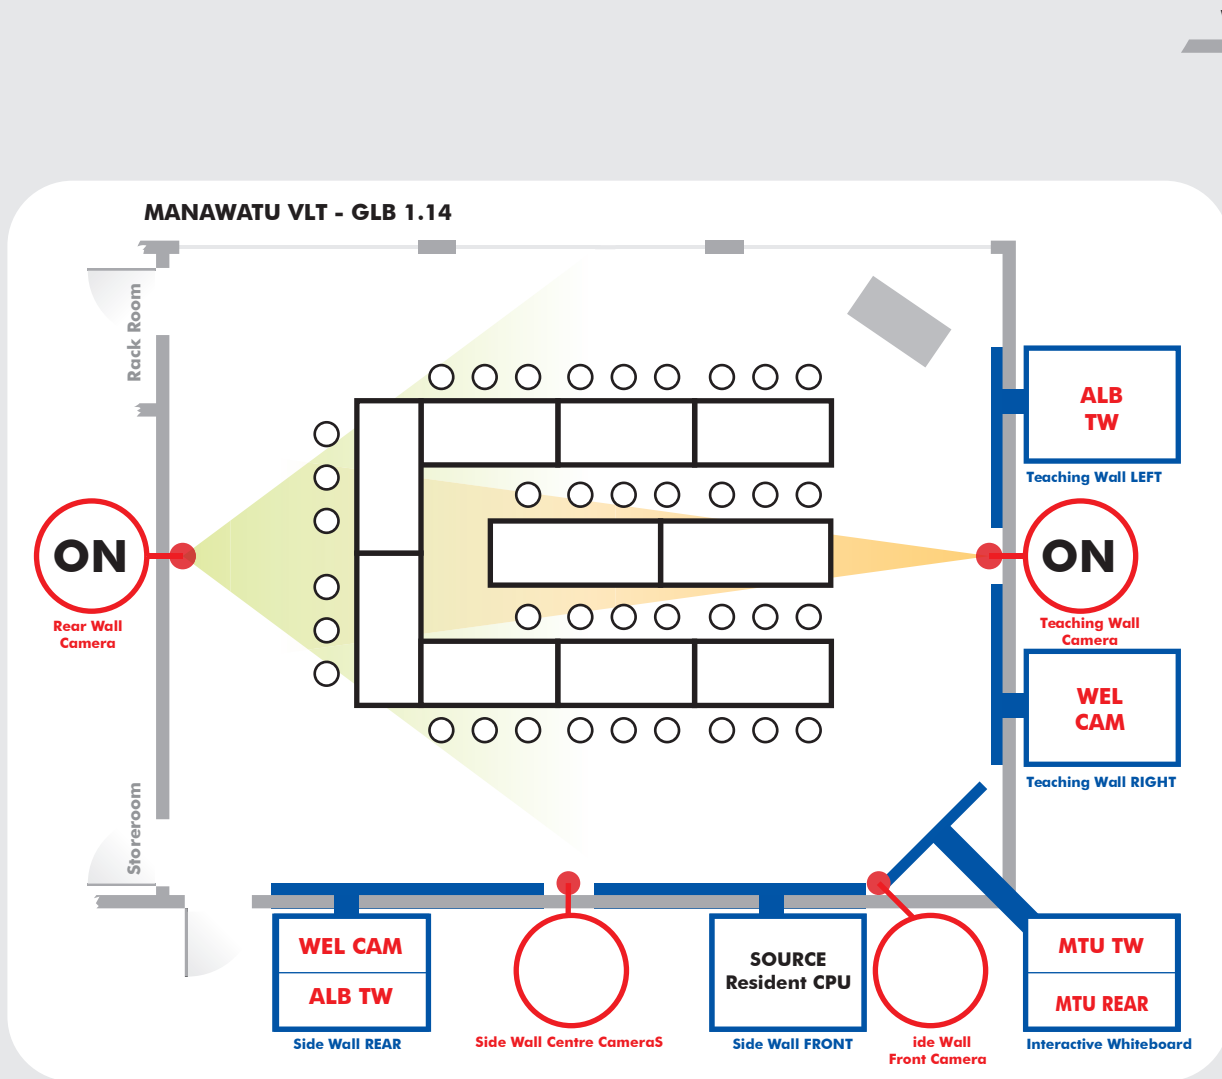 MANAWATU VLT - GLB 1.14
Rack Room
ALB
TW
Teaching Wall LEFT
ON
Rear Wall
Camera
ON
Teaching Wall
Camera
WEL
CAM
Teaching Wall RIGHT
Storeroom
WEL CAM
ALB TW
Side Wall REAR
Side Wall Centre CameraS
SOURCE
Resident CPU
Side Wall FRONT
ide Wall
Front Camera
MTU TW
MTU REAR
Interactive Whiteboard